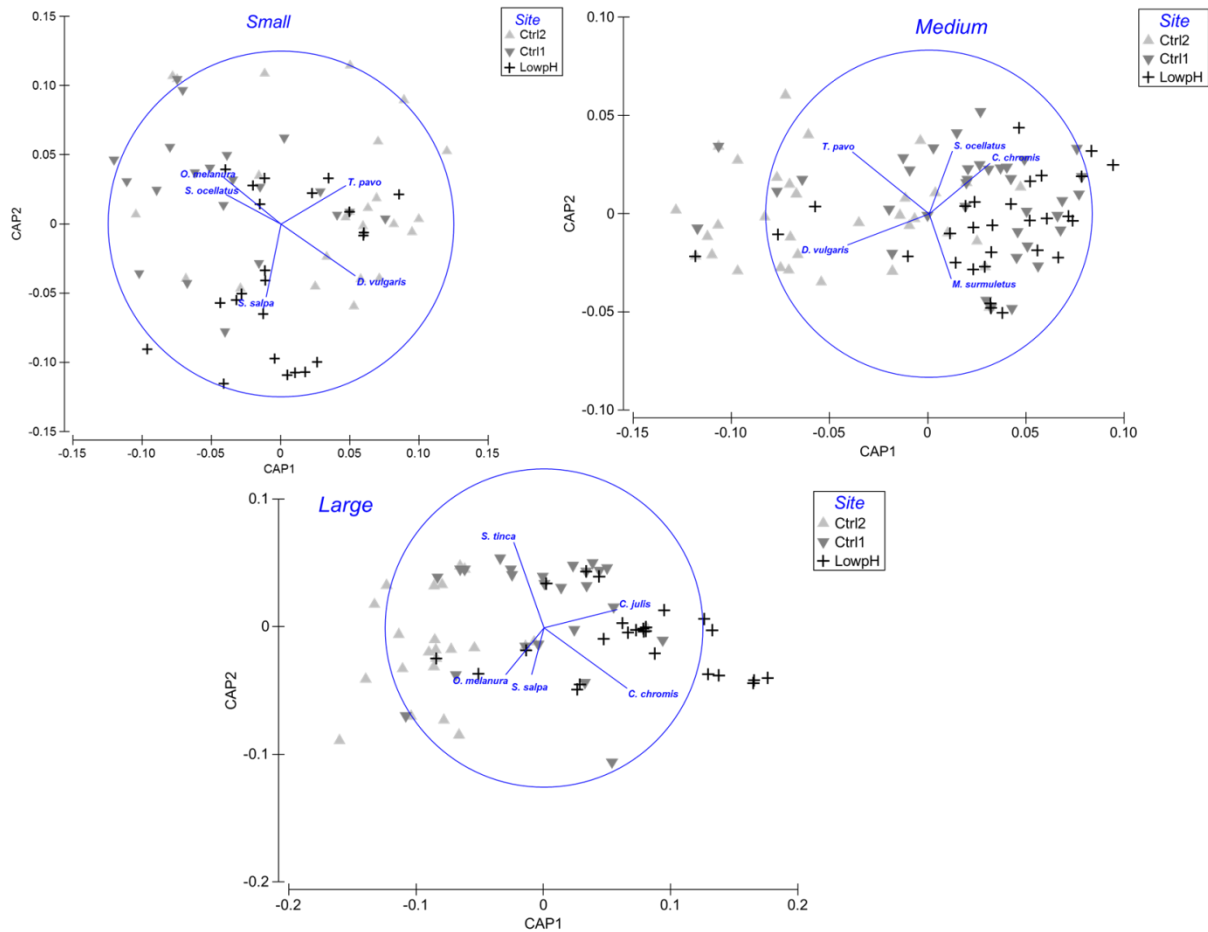 Small
Site
Ctrl2
Ctrl1
LowpH
0.15
0.10
0.05
0
-0.05
-0.10
-0.15
CAP2
O. melanura
S. ocellatus
T. pavo
D. vulgaris
S. salpa
-0.15
-0.10
-0.05
0
0.05
0.10
0.15
CAP1
Medium
Site
Ctrl2
Ctrl1
LowpH
0.10
0.05
0
-0.05
-0.10
CAP2
T. pavo
S. ocellatus
C. chromis
D. vulgaris
M. surmuletus
-0.15
-0.10
-0.05
0
0.05
0.10
CAP1
Large
Site
Ctrl2
Ctrl1
LowpH
0.1
0
-0.1
-0.2
CAP2
S. tinca
C. julis
O. melanura
S. salpa
C. chromis
-0.2
-0.1
0
0.1
0.2
CAP1